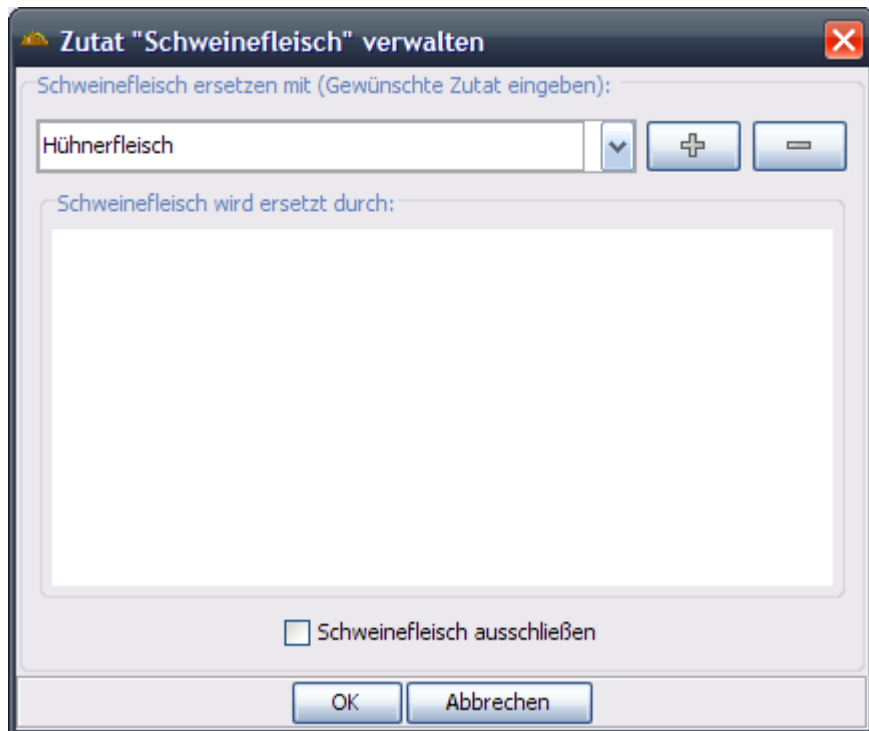 Zutat "Schweinefleisch" verwalten
Schweinefleisch ersetzen mit (Gewünschte Zutat eingeben):
Hühnerfleisch
Schweinefleisch wird ersetzt durch:
Schweinefleisch ausschließen
OK Abbrechen